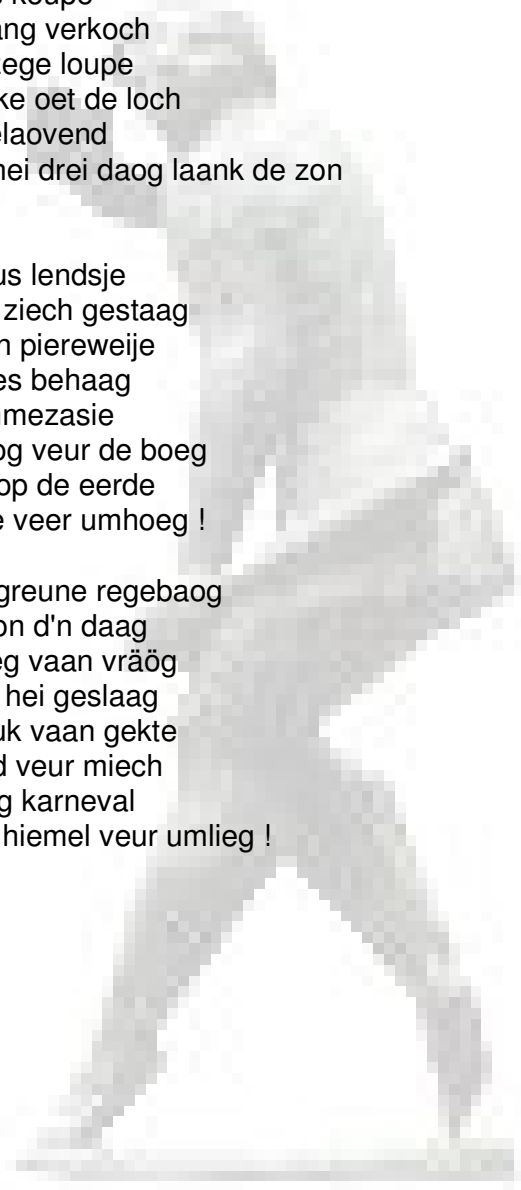 koupe
ang verkoch
ege loupe
ke oet de loch
elaovend
nei drei daog laank de zon
us lendsje
ziech gestaag
n piereweije
es behaag
mezasie
og veur de boeg
op de eerde
e veer umhoeg !
greune regebaog
on d'n daag
eg vaan vräög
hei geslaag
uk vaan gekte
d veur miech
g karneval
hiemel veur umlieg !